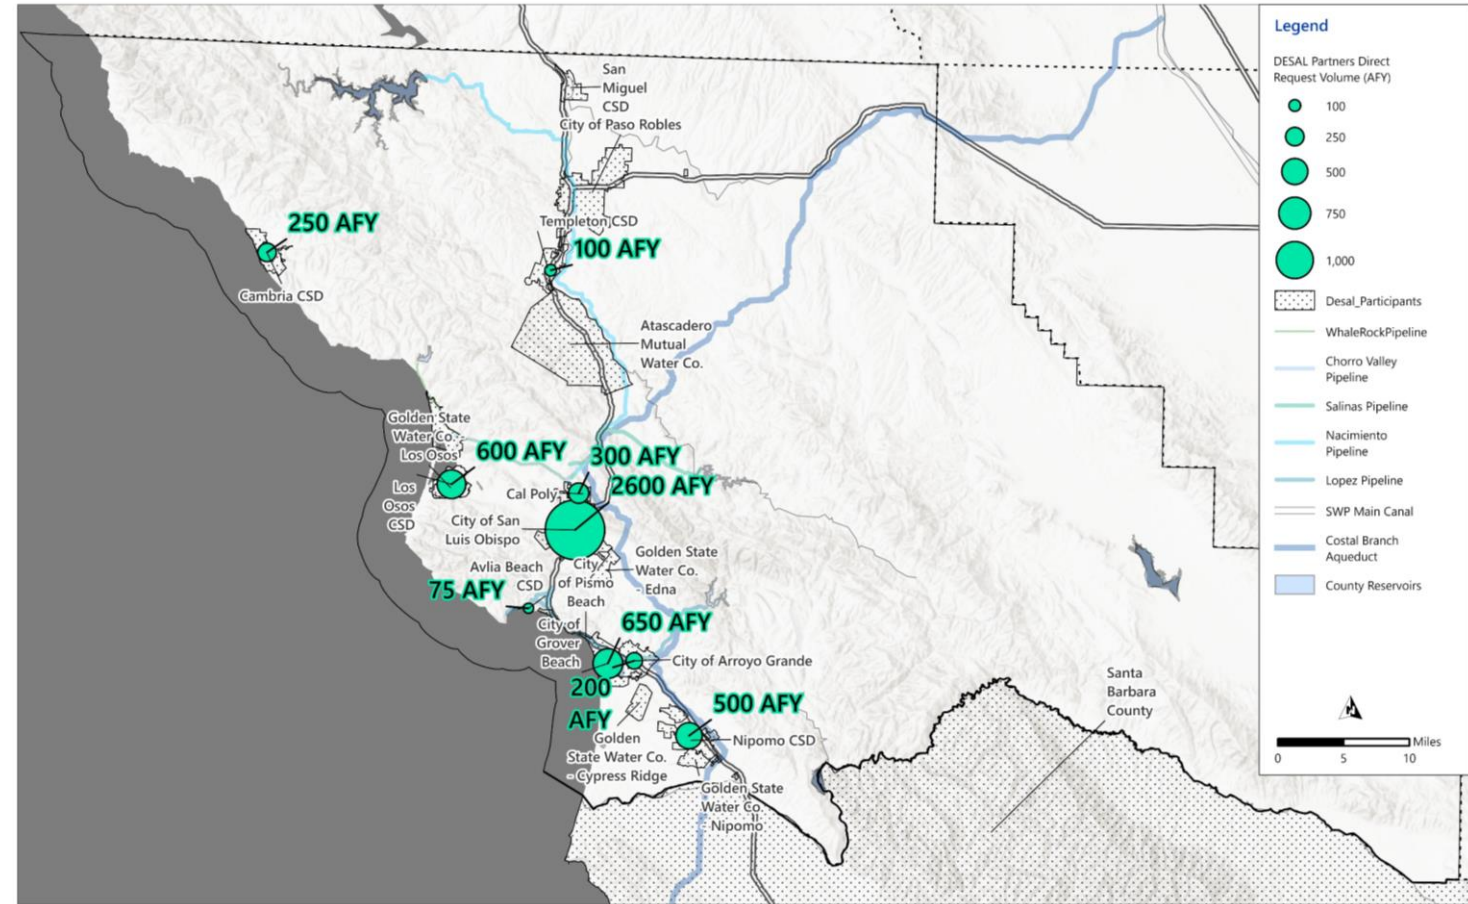 San
Miguel
CSD
City of Paso Robles
Templeton CSD
250 AFY
100 AFY
Cambria CSD
Atascadero
Mutual
Water Co.
Golden State
Water Co.
Los Osos
600 AFY
300 AFY
2600 AFY
Los
Osos
CSD
Cal Poly
City of San
Luis Obispo
Avlia Beach
CSD
75 AFY
City
of Pismo
Beach
Golden State
Water Co.
- Edna
City of
Grover
Beach
650 AFY
City of Arroyo Grande
200
AFY
500 AFY
Golden
State Water Co.
- Cypress Ridge
Nipomo CSD
Golden State
Water Co.
- Nipomo
Santa
Barbara
County
Legend
DESAL Partners Direct
Request Volume (AFY)
100
250
500
750
1,000
Desal_Participants
WhaleRockPipeline
Chorro Valley
Pipeline
Salinas Pipeline
Nacimiento
Pipeline
Lopez Pipeline
SWP Main Canal
Costal Branch
Aqueduct
County Reservoirs
N
Miles
0 5 10